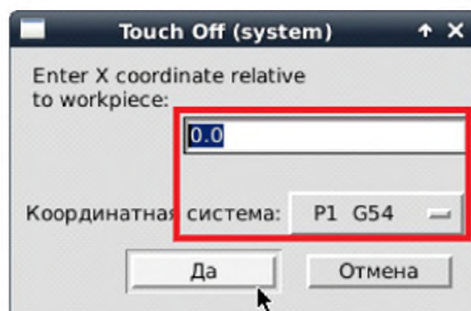 Touch Off (system)
Enter X coordinate relative
to workpiece:
0.0
Координатная система: P1 G54
Да Отмена